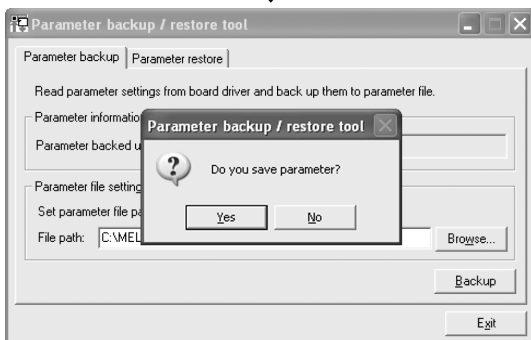 Parameter backup / restore tool
Parameter backup Parameter restore
Read parameter settings from board driver and back up them to parameter file.
Parameter informatio
Parameter backed u
Parameter backup / restore tool
Do you save parameter?
Yes No
Parameter file setting
Set parameter file pa
File path: C:\MEL Browse...
Backup
Exit